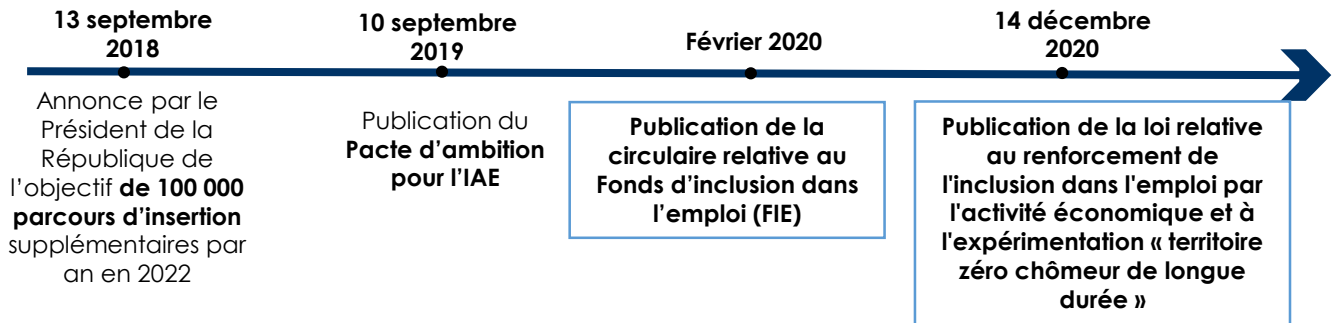 13 septembre
2018
Annonce par le
Président de la
République de
l'objectif de 100 000
parcours d'insertion
supplémentaires par
an en 2022
10 septembre
2019
Publication du
Pacte d'ambition
pour l'IAE
Février 2020
Publication de la
circulaire relative au
Fonds d'inclusion dans
l'emploi (FIE)
14 décembre
2020
Publication de la loi relative
au renforcement de
l'inclusion dans l'emploi par
l'activité économique et à
l'expérimentation « territoire
zéro chômeur de longue
durée »